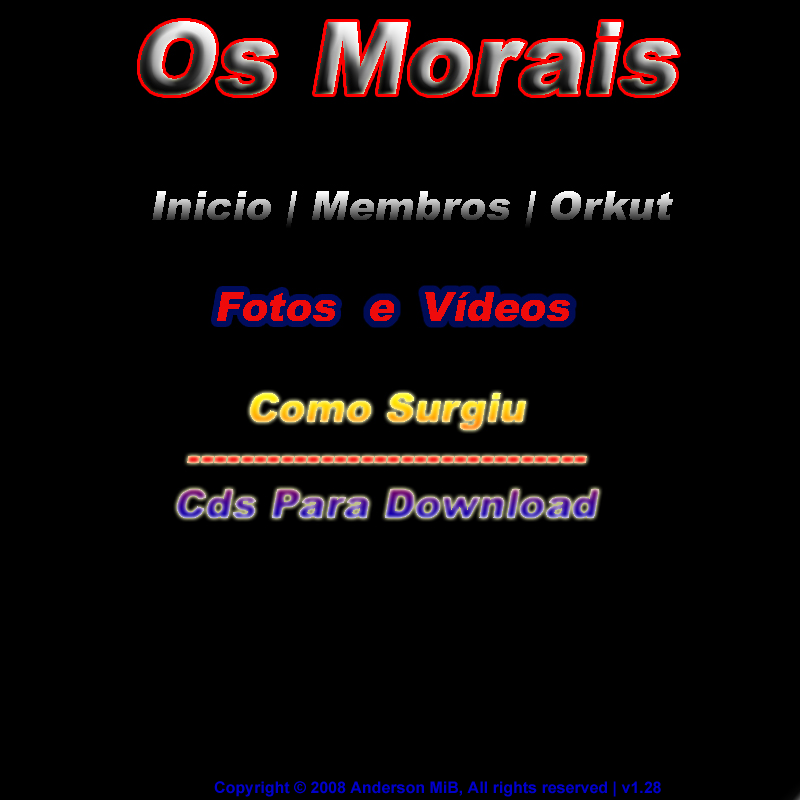 Os Morais
Inicio | Membros | Orkut
Fotos e Vídeos
Como Surgiu
------------------------------
Cds Para Download
Copyright © 2008 Anderson MiB, All rights reserved | v1.28